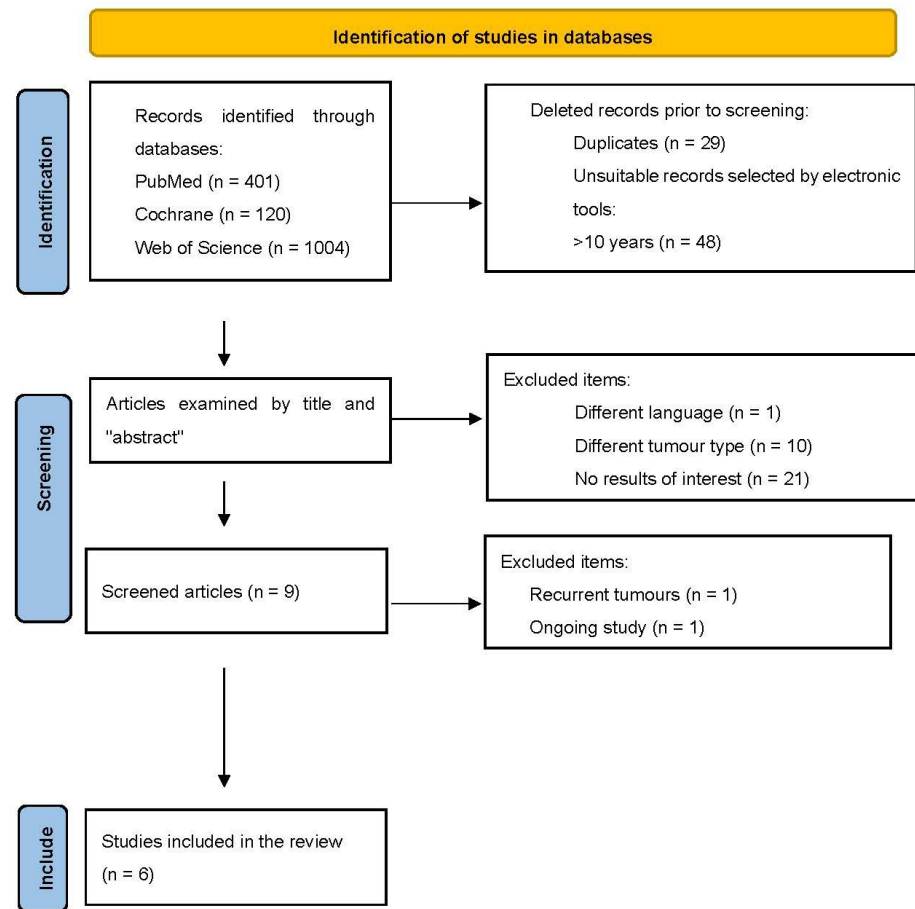 Identification of studies in databases
Identification
Records identified through
databases:
PubMed (n = 401)
Cochrane (n = 120)
Web of Science (n = 1004)
Deleted records prior to screening:
Duplicates (n = 29)
Unsuitable records selected by electronic
tools:
>10 years (n = 48)
Screening
Articles examined by title and
"abstract"
Excluded items:
Different language (n = 1)
Different tumour type (n = 10)
No results of interest (n = 21)
Screened articles (n = 9)
Excluded items:
Recurrent tumours (n = 1)
Ongoing study (n = 1)
Include
Studies included in the review
(n = 6)